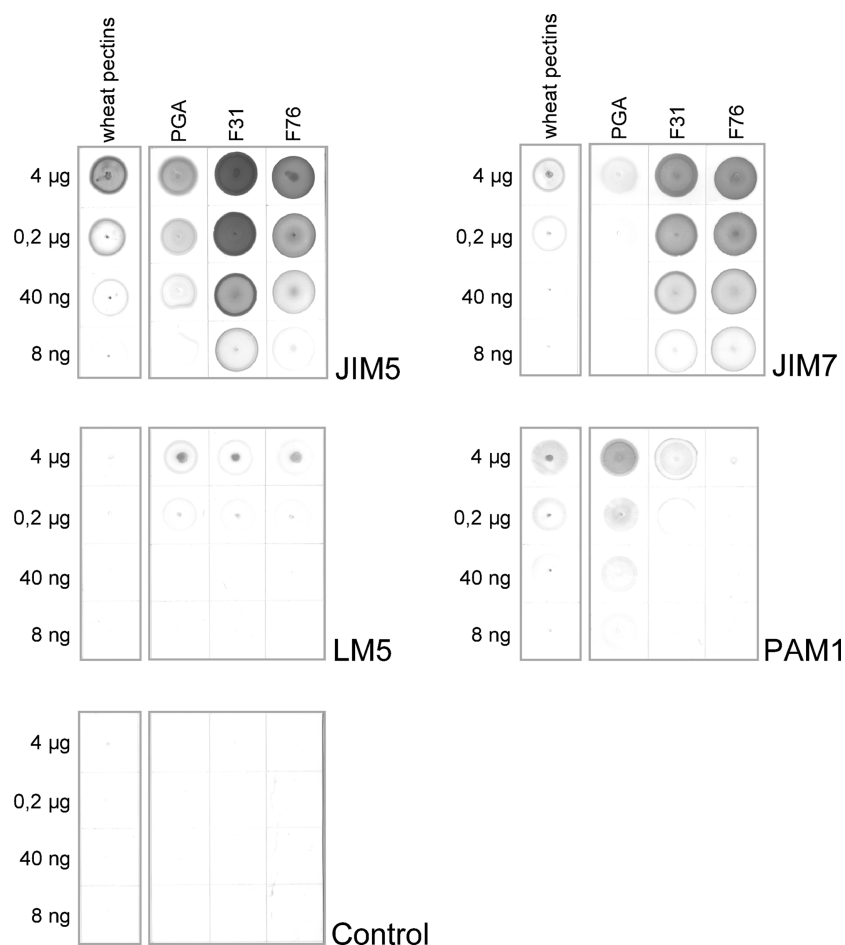 wheat pectins PGA F31 F76
4 µg
0,2 µg
40 ng
8 ng
JIM5
wheat pectins PGA F31 F76
4 µg
0,2 µg
40 ng
8 ng
JIM7
4 µg
0,2 µg
40 ng
8 ng
LM5
4 µg
0,2 µg
40 ng
8 ng
PAM1
4 µg
0,2 µg
40 ng
8 ng
Control